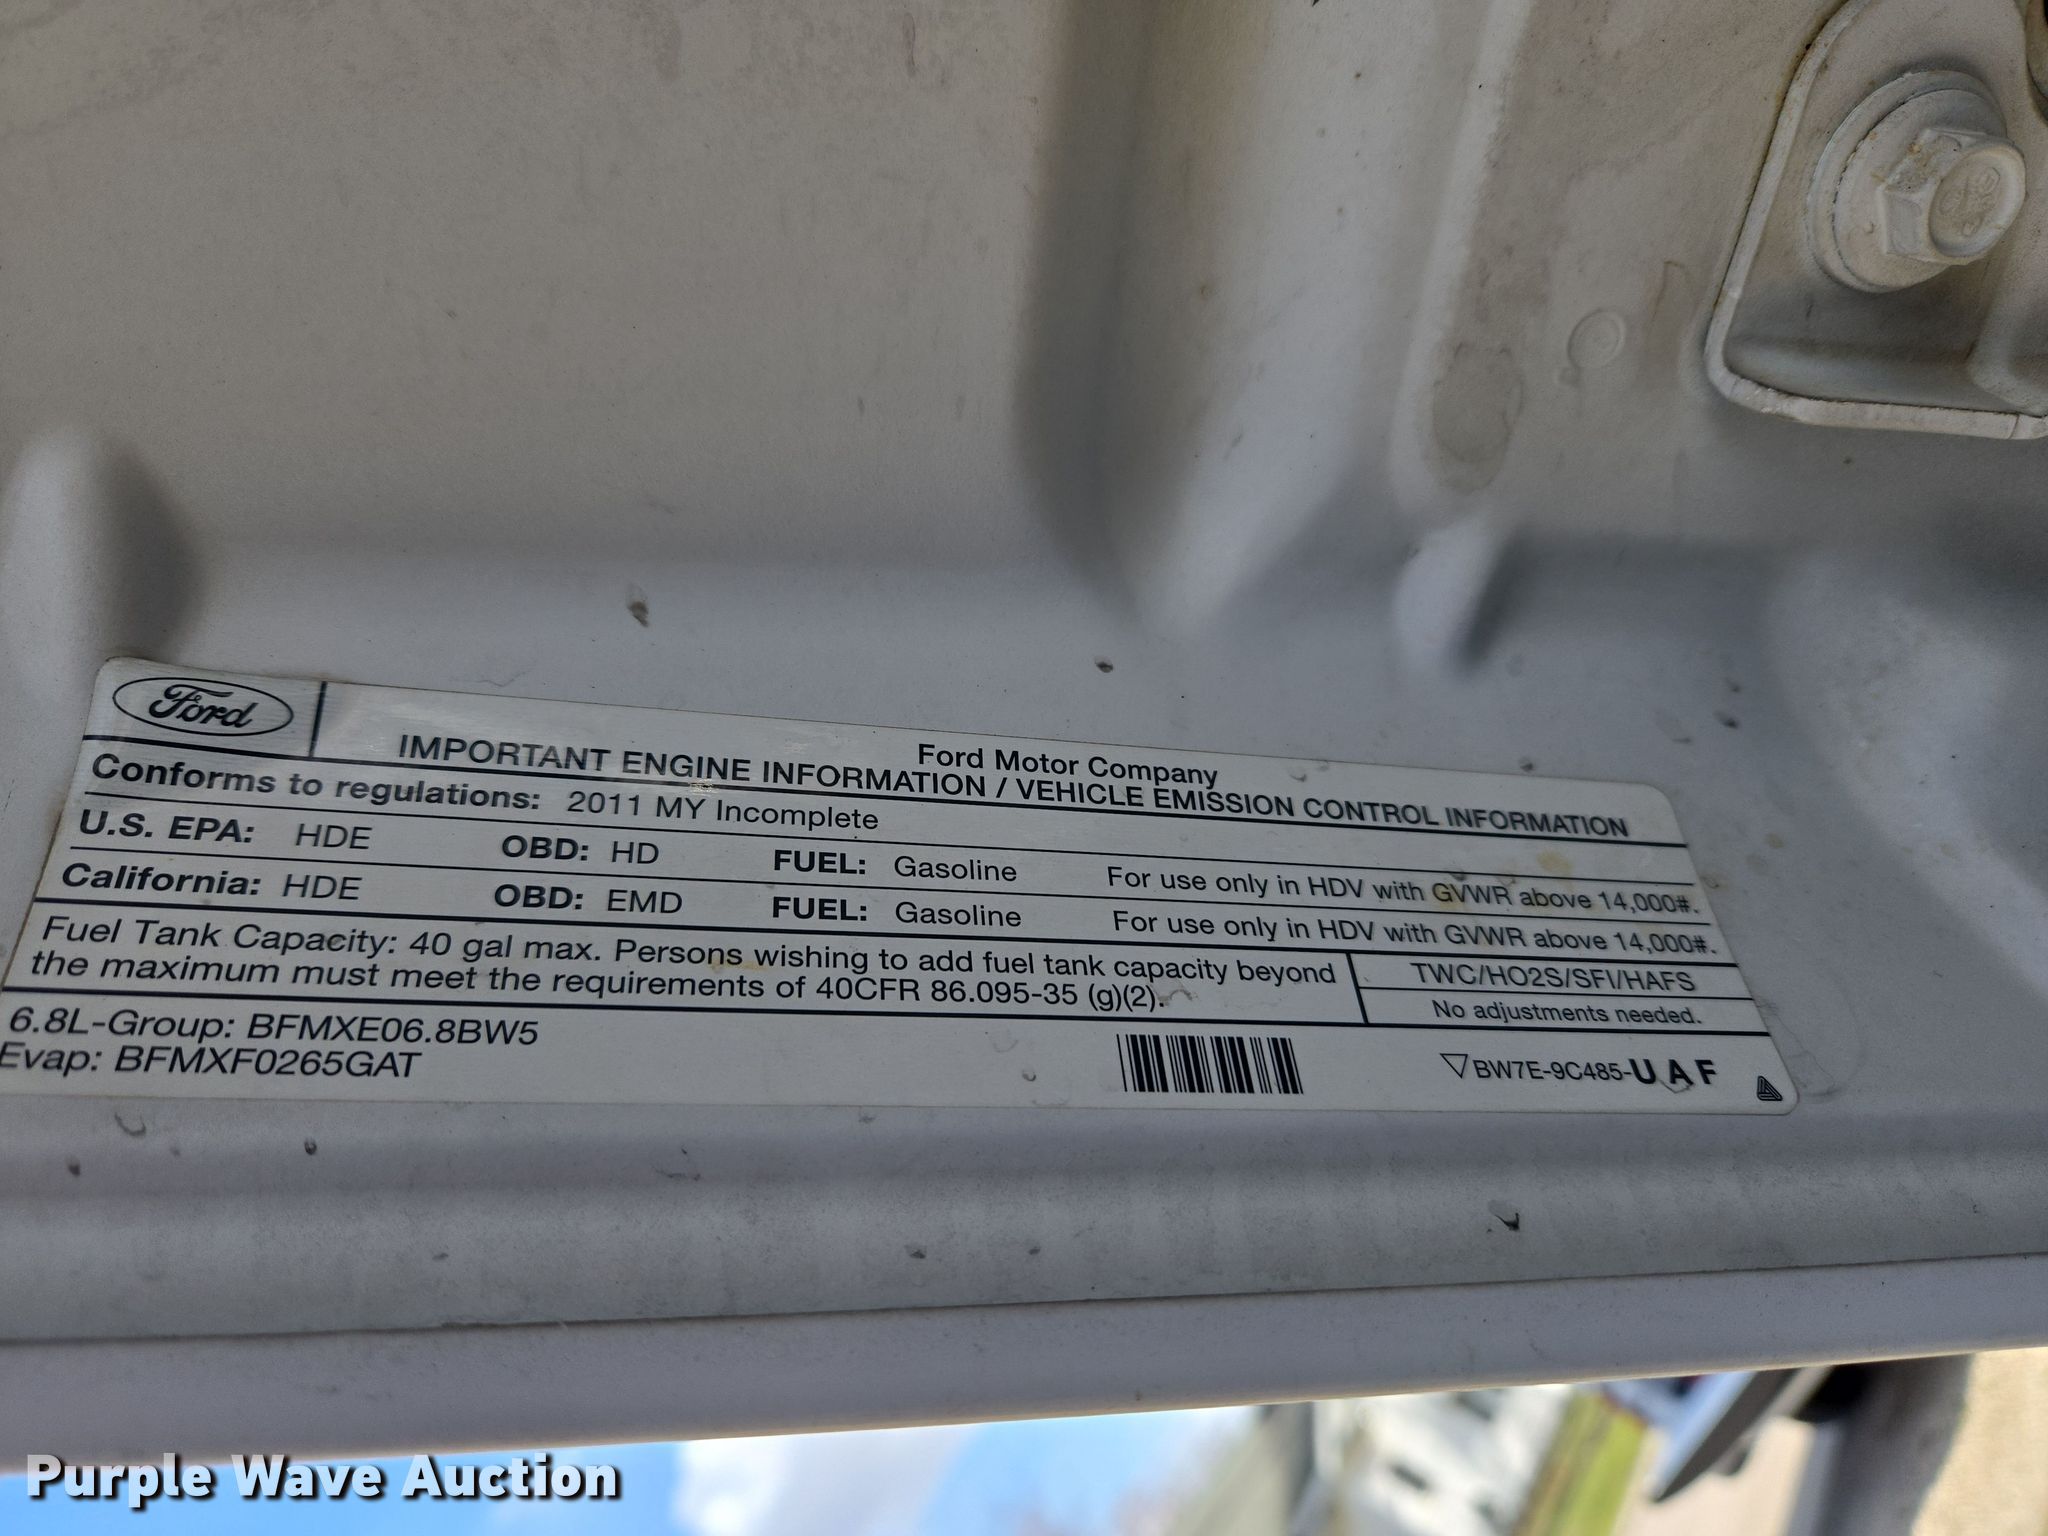 Ford
Ford Motor Company
IMPORTANT ENGINE INFORMATION / VEHICLE EMISSION CONTROL INFORMATION
Conforms to regulations: 2011 MY Incomplete
U.S. EPA: HDE OBD: HD FUEL: Gasoline For use only in HDV with GVWR above 14,000#.
California: HDE OBD: EMD FUEL: Gasoline For use only in HDV with GVWR above 14,000#.
Fuel Tank Capacity: 40 gal max. Persons wishing to add fuel tank capacity beyond
the maximum must meet the requirements of 40CFR 86.095-35 (g)(2).
TWC/HO2S/SFI/HAFS
No adjustments needed.
6.8L-Group: BFMXE06.8BW5
Evap: BFMXF0265GAT
BW7E-9C485-UAF
Purple Wave Auction